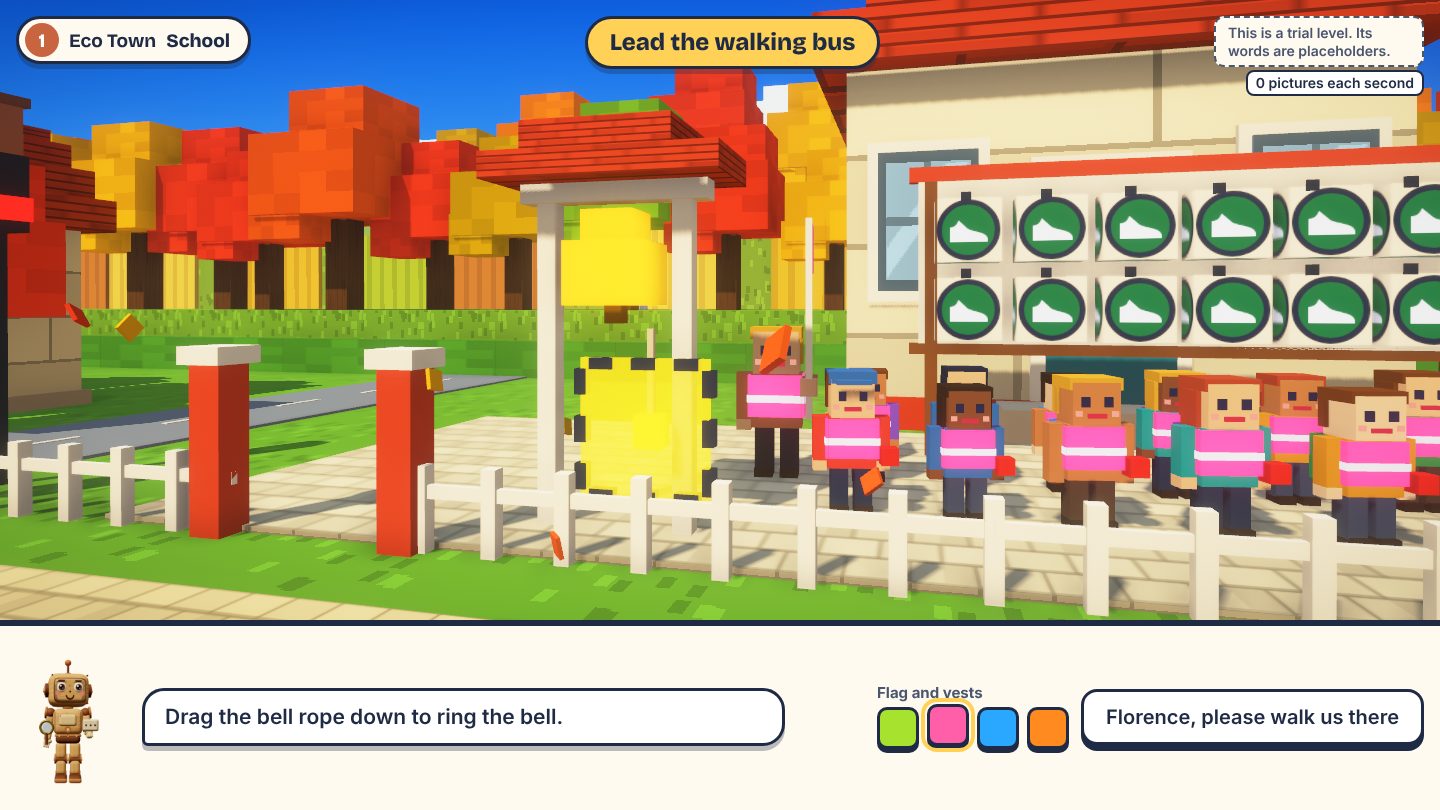 1 Eco Town School
Lead the walking bus
This is a trial level. Its
words are placeholders.
0 pictures each second
Drag the bell rope down to ring the bell.
Flag and vests
Florence, please walk us there